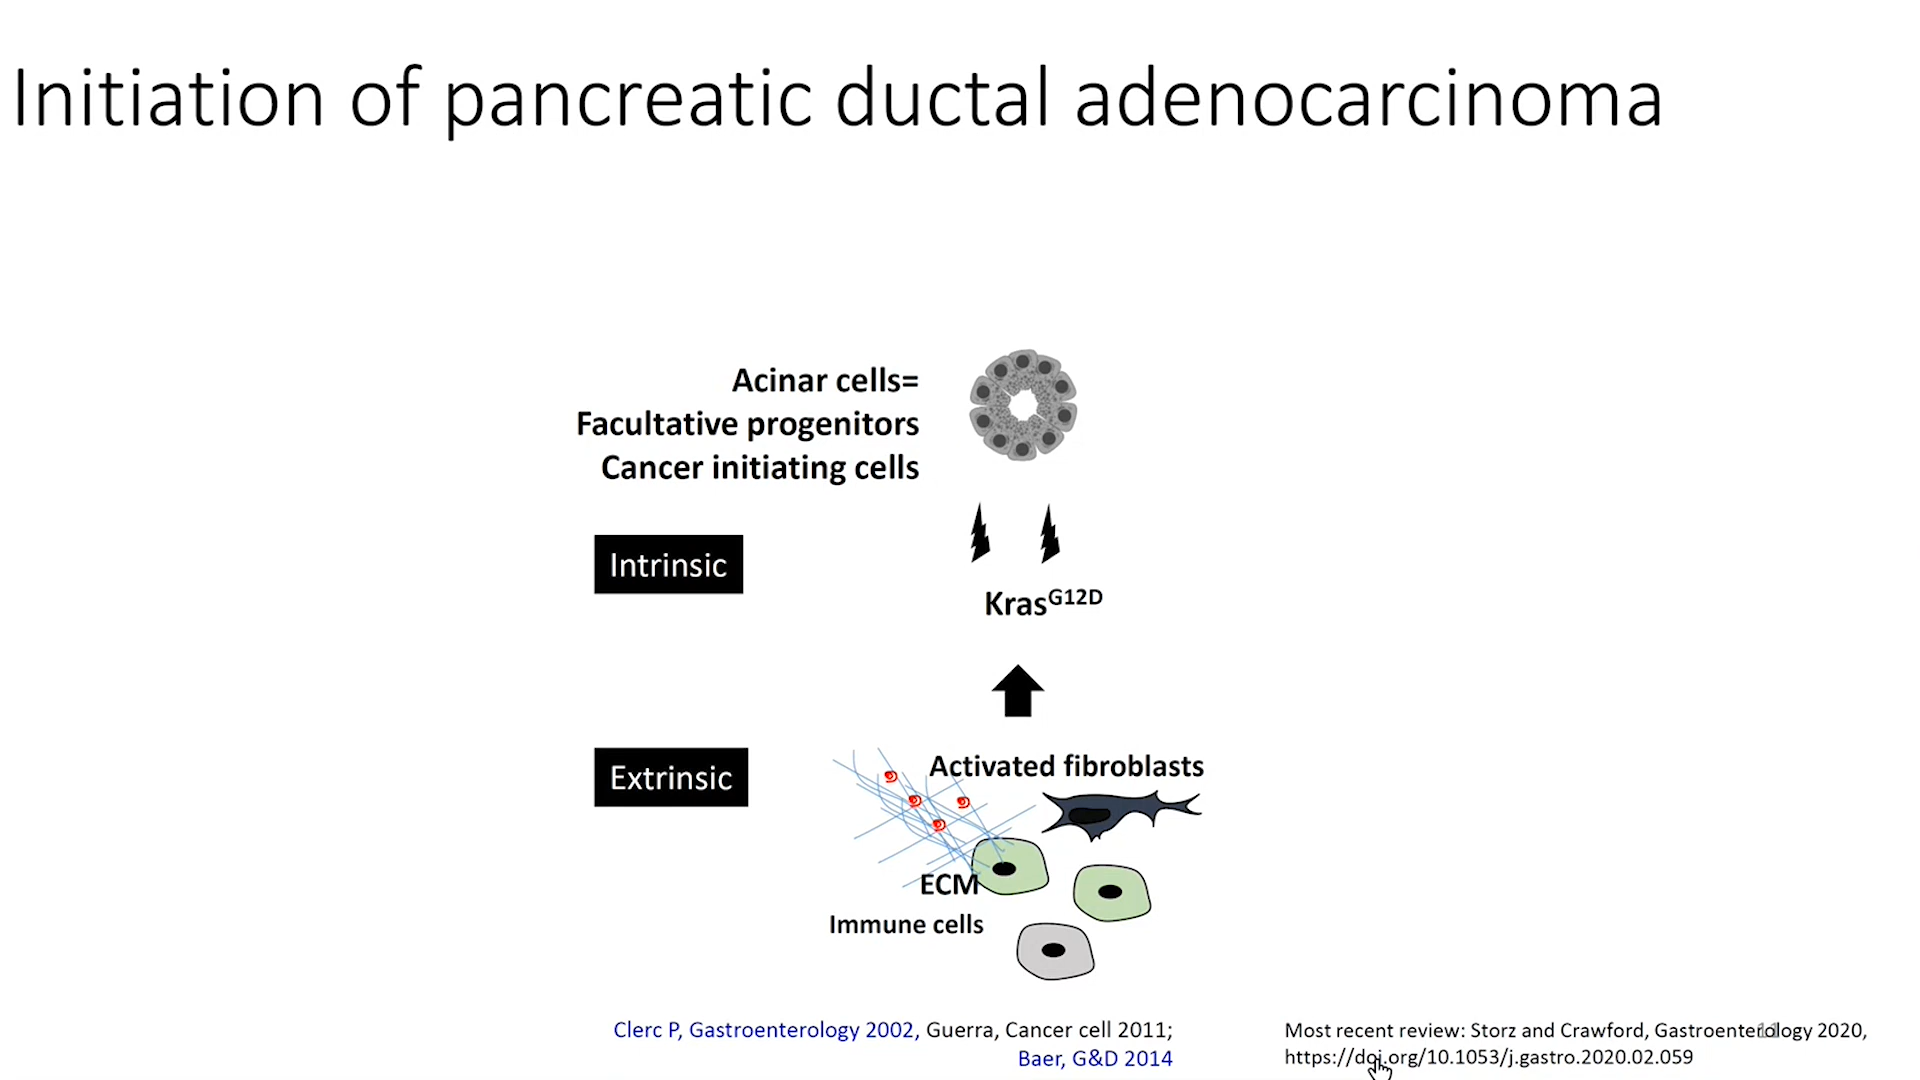 Initiation of pancreatic ductal adenocarcinoma
Acinar cells=
Facultative progenitors
Cancer initiating cells
Intrinsic
KrasG12D
Extrinsic
Activated fibroblasts
ECM
Immune cells
Clerc P, Gastroenterology 2002, Guerra, Cancer cell 2011;
Baer, G&D 2014
Most recent review: Storz and Crawford, Gastroenterology 2020,
https://doi.org/10.1053/j.gastro.2020.02.059
11